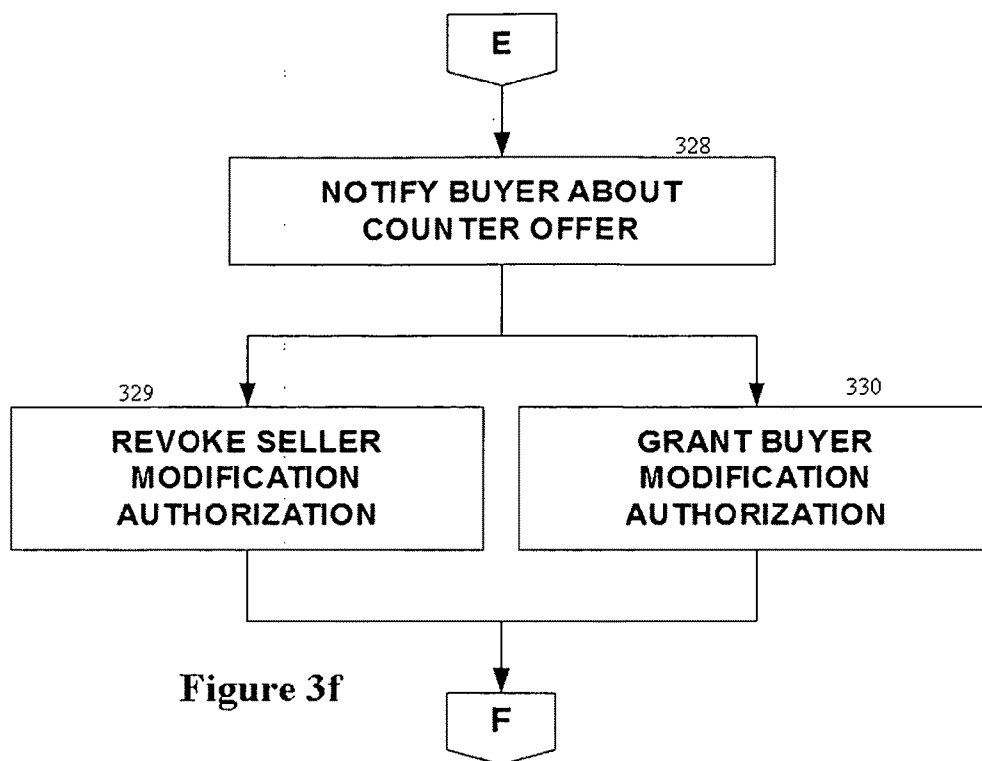 E
328
NOTIFY BUYER ABOUT
COUNTER OFFER
329
REVOKE SELLER
MODIFICATION
AUTHORIZATION
330
GRANT BUYER
MODIFICATION
AUTHORIZATION
Figure 3f
F